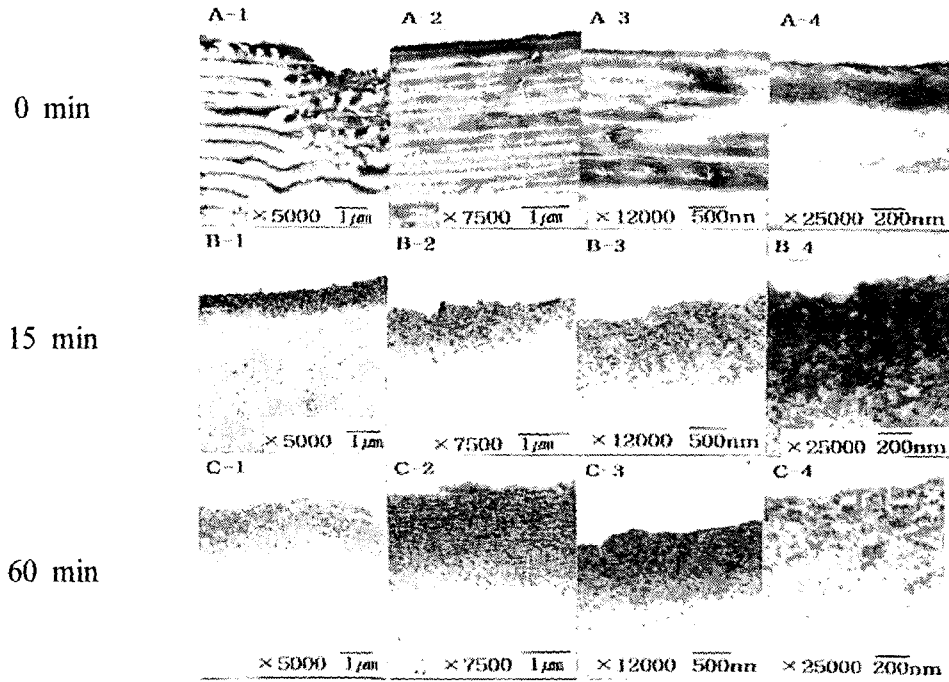 A-1 A-2 A-3 A-4
0 min
×5000 1μm ×7500 1μm ×12000 500nn ×25000 200nm
B-1 B-2 B-3 B-4
15 min
×5000 1μm ×7500 1μm ×12000 500nm ×25000 200nm
C-1 C-2 C-3 C-4
60 min
×5000 1μm ×7500 1μm ×12000 500nm ×25000 200nm